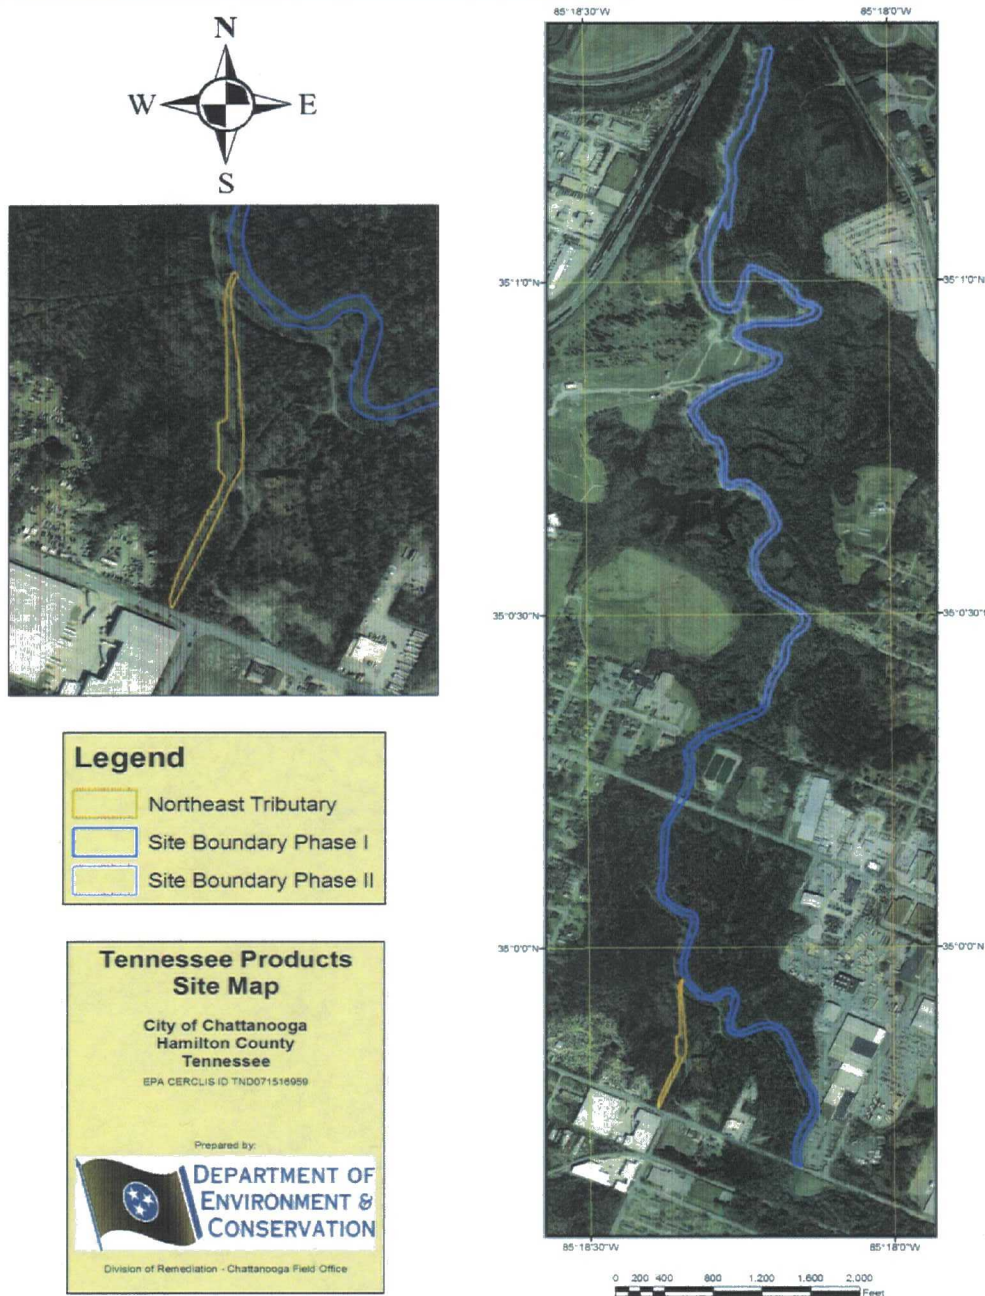 N
W E
S
Legend
Northeast Tributary
Site Boundary Phase I
Site Boundary Phase II
Tennessee Products
Site Map
City of Chattanooga
Hamilton County
Tennessee
EPA CERCLIS ID TND071516959
Prepared by:
DEPARTMENT OF
ENVIRONMENT &
CONSERVATION
Division of Remediation - Chattanooga Field Office
85°18'30"W 85°18'0"W
35°1'0"N 35°1'0"N
35°0'30"N 35°0'30"N
35°0'0"N 35°0'0"N
85°18'30"W 85°18'0"W
0 200 400 800 1,200 1,600 2,000
Feet